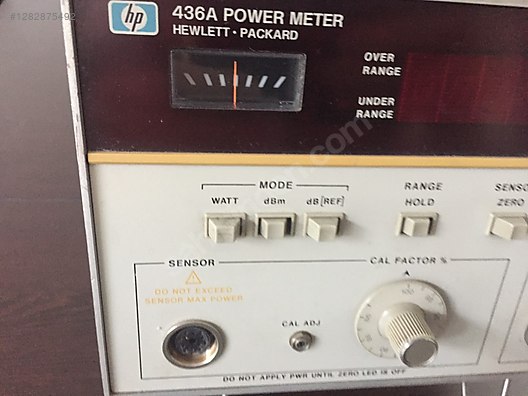 #1282875492
hp
436A POWER METER
HEWLETT • PACKARD
OVER
RANGE
UNDER
RANGE
MODE
WATT dBm dB [REF]
RANGE
HOLD
SENSO
ZERO
SENSOR
DO NOT EXCEED
SENSOR MAX POWER
CAL ADJ
CAL FACTOR %
100
DO NOT APPLY PWR UNTIL ZERO LED IS OFF